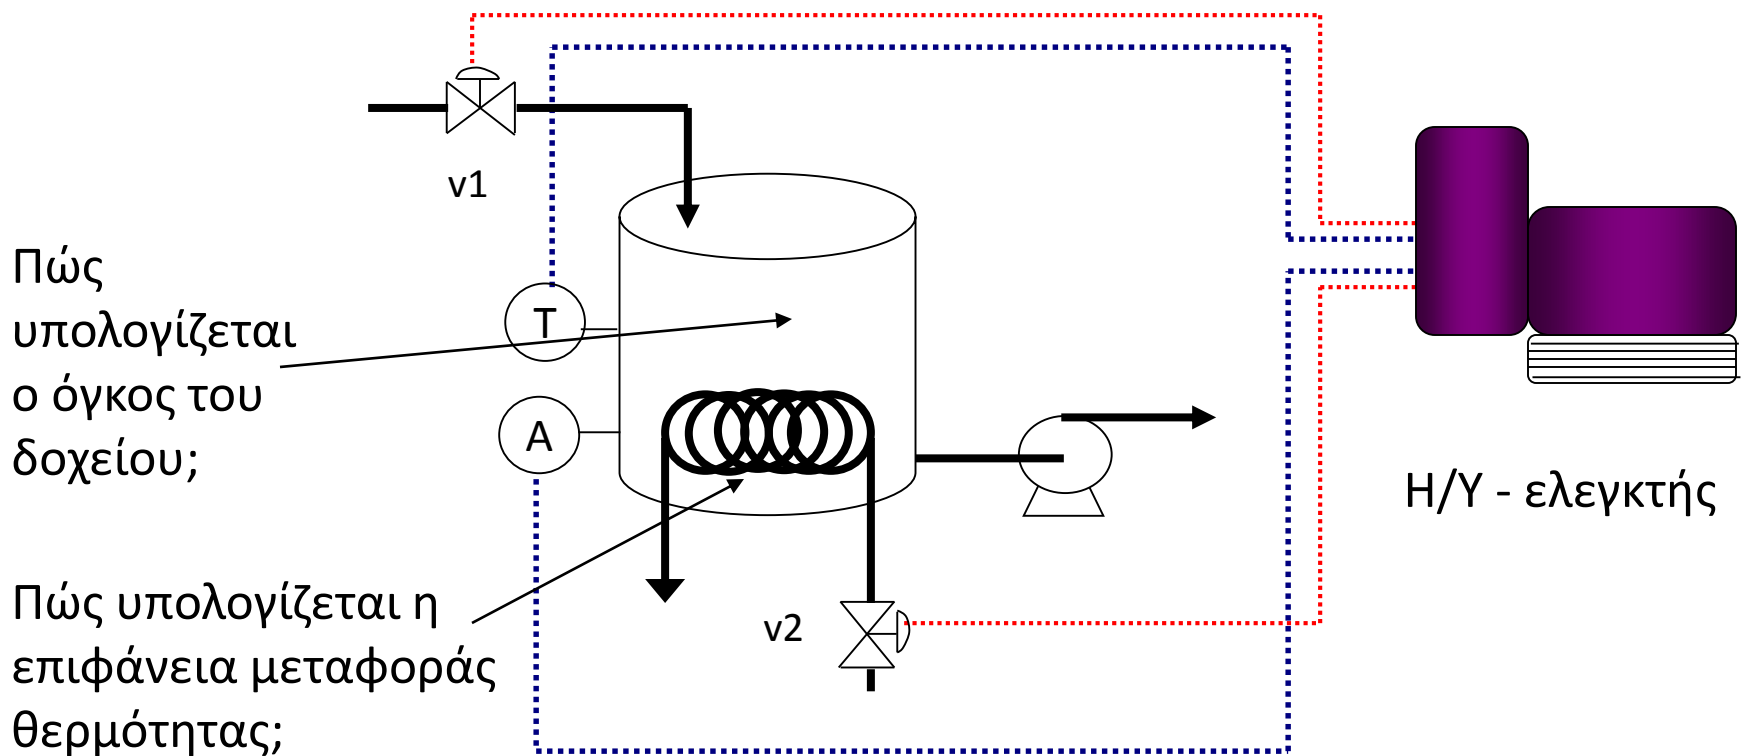 v1
Πώς
υπολογίζεται
ο όγκος του
δοχείου;
T
A
Η/Υ - ελεγκτής
Πώς υπολογίζεται η
επιφάνεια μεταφοράς
θερμότητας;
v2